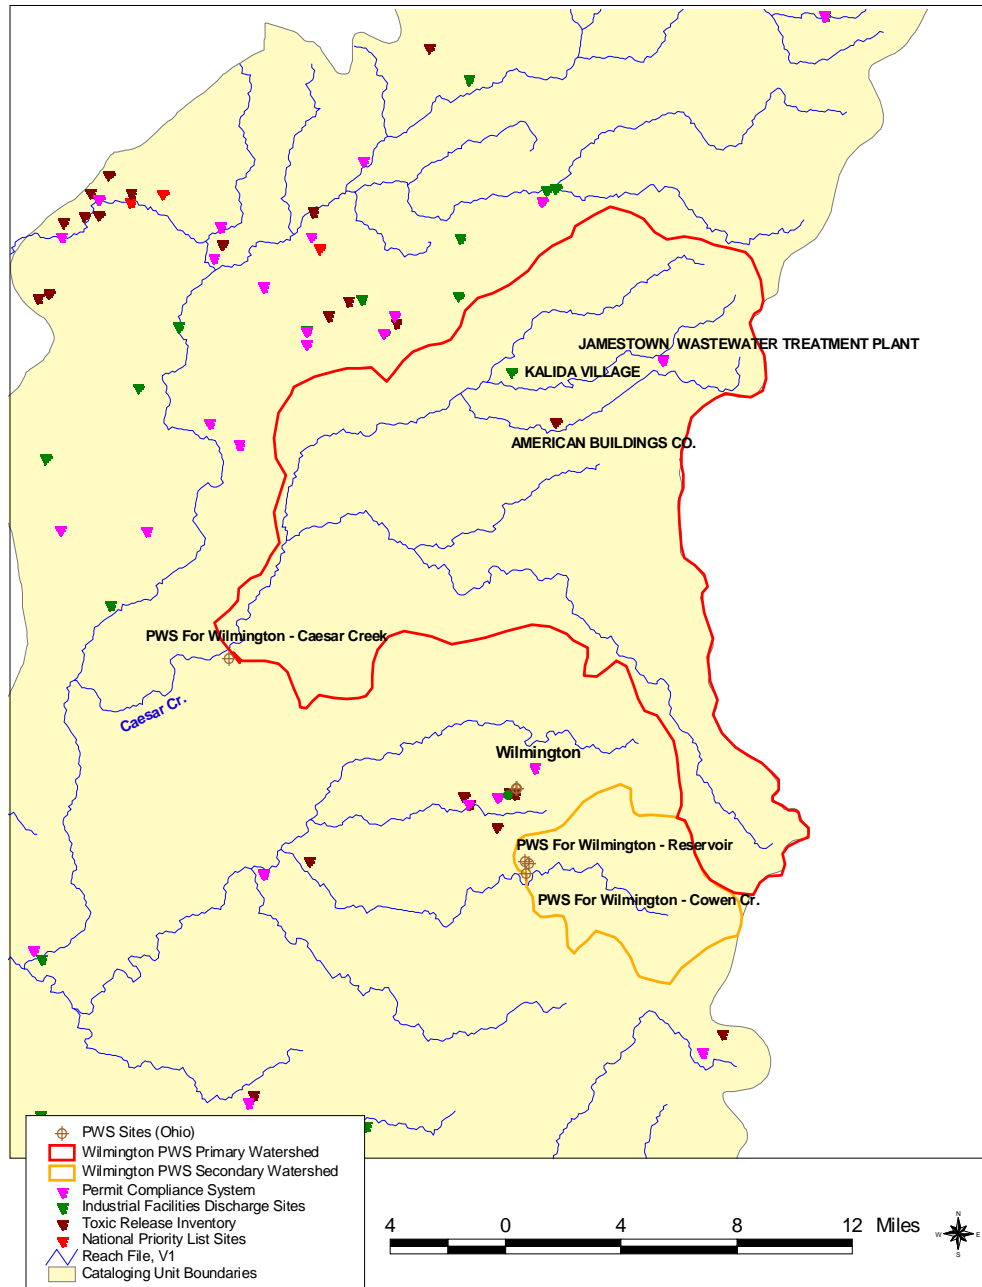 JAMESTOWN WASTEWATER TREATMENT PLANT
KALIDA VILLAGE
AMERICAN BUILDINGS CO.
PWS For Wilmington - Caesar Creek
Caesar Cr.
Wilmington
PWS For Wilmington - Reservoir
PWS For Wilmington - Cowen Cr.
PWS Sites (Ohio)
Wilmington PWS Primary Watershed
Wilmington PWS Secondary Watershed
Permit Compliance System
Industrial Facilities Discharge Sites
Toxic Release Inventory
National Priority List Sites
Reach File, V1
Cataloging Unit Boundaries
4 0 4 8 12 Miles
N
W E
S